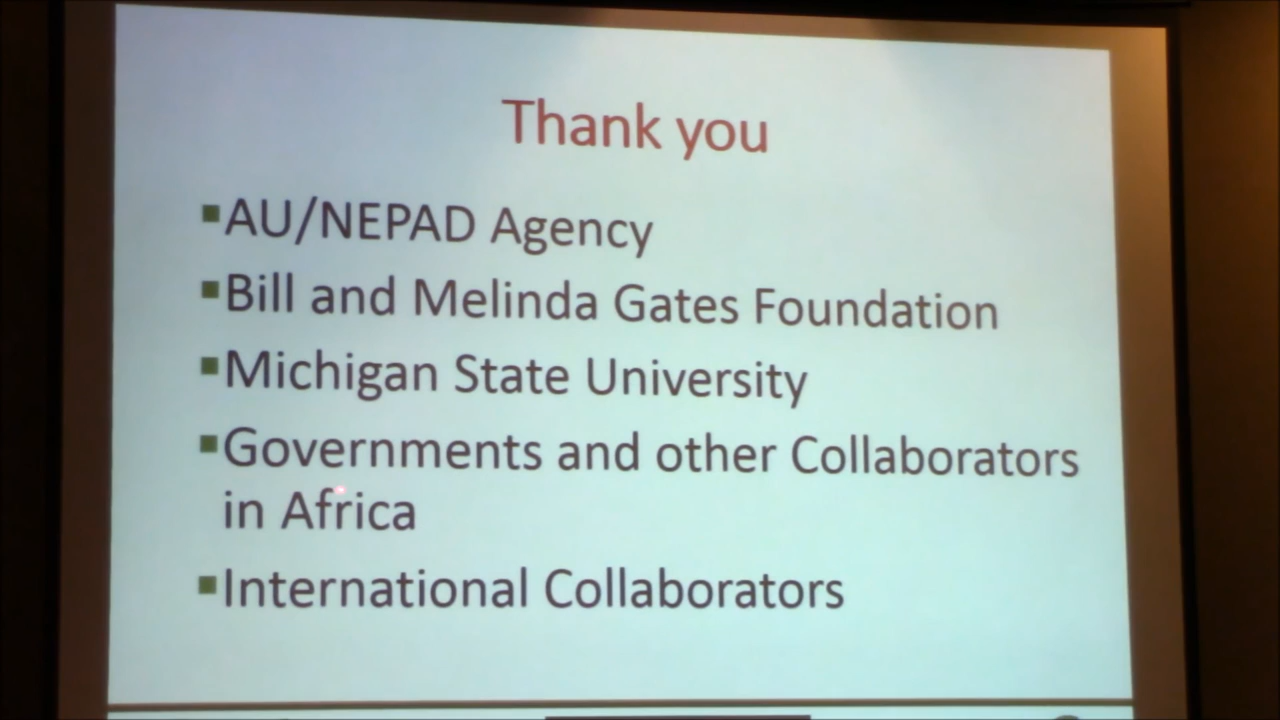 Thank you
▪AU/NEPAD Agency
▪Bill and Melinda Gates Foundation
▪Michigan State University
▪Governments and other Collaborators
in Africa
▪International Collaborators